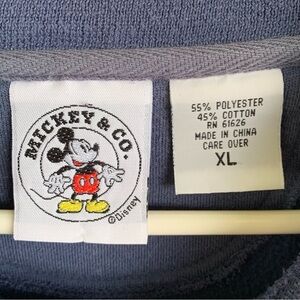 MICKEY & CO.
©Disney
55% POLYESTER
45% COTTON
RN 61626
MADE IN CHINA
CARE OVER
XL